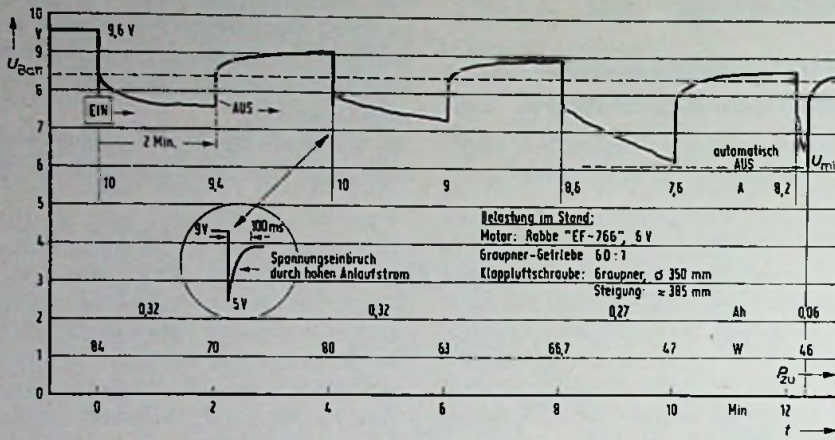 10
V
9,6 V
9
U Batt
8
EIN
AUS
7
2 Min.
automatisch
AUS
6
10 9,4 10 9 8,6 7,6 A 8,2
5
9V 100ms
4
Spannungseinbruch
durch hohen Anlaufstrom
3
5V
Belastung im Stand:
Motor: Robbe "EF-766", 6 V
Graupner-Getriebe 60:1
Klappluftschraube: Graupner, σ 350 mm
Steigung: ≈ 385 mm
0,32 0,32 0,27 Ah 0,06
2
84 70 80 63 66,7 47 W 46
1
P zu
0
0 2 4 6 8 10 Min 12
t